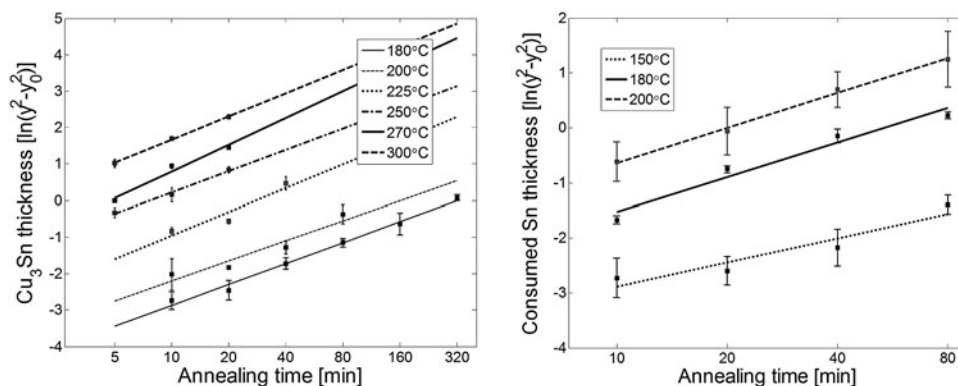 Cu₃Sn thickness [ln(y²-y₀²)]
5
4
3
2
1
0
-1
-2
-3
-4
180°C
200°C
225°C
250°C
270°C
300°C
5 10 20 40 80 160 320
Annealing time [min]
Consumed Sn thickness [ln(y²-y₀²)]
2
1
0
-1
-2
-3
-4
150°C
180°C
200°C
10 20 40 80
Annealing time [min]